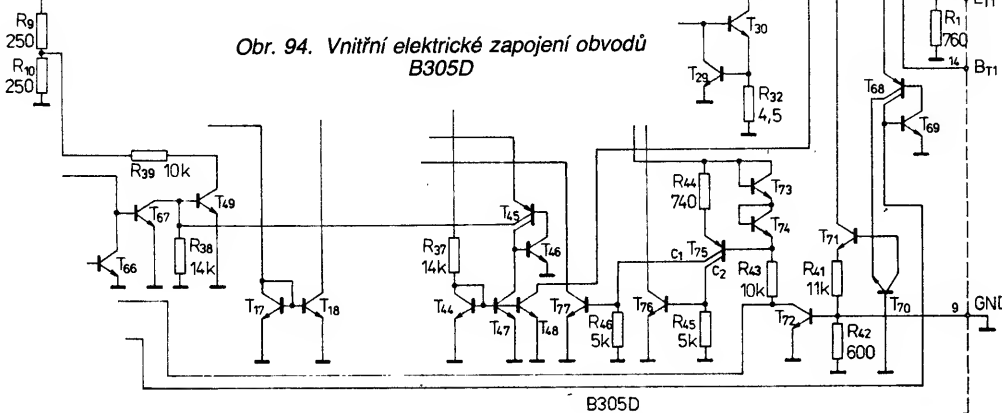 R9
250
R10
250
Obr. 94. Vnitřní elektrické zapojení obvodů
B305D
T30
T29
R32
4,5
R1
760
14
BT1
T68
T69
R39 10k
T67
T49
R38
14k
T66
T17
T18
R37
14k
T45
T46
T44
T47
T48
T77
R46
5k
R44
740
T73
T74
C1
T75
C2
T76
R45
5k
R43
10k
T71
R41
11k
T72
R42
600
T70
9
GND
B305D